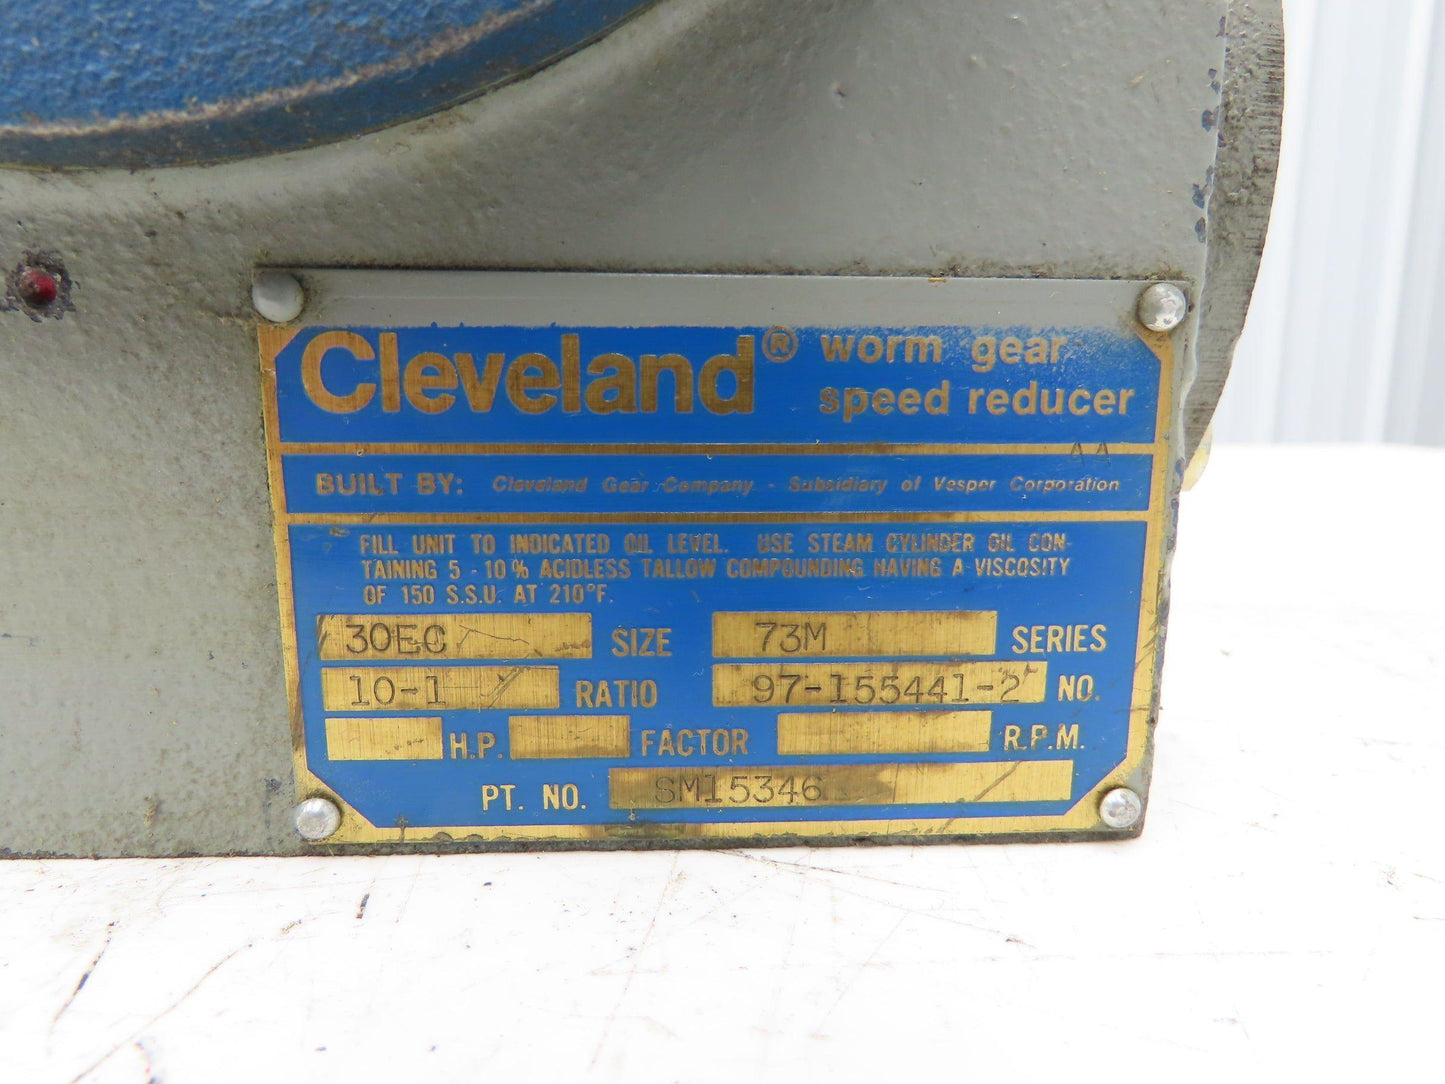 Cleveland® worm gear
speed reducer
AA
BUILT BY: Cleveland Gear Company - Subsidiary of Vesper Corporation
FILL UNIT TO INDICATED OIL LEVEL. USE STEAM CYLINDER OIL CON-
TAINING 5 - 10% ACIDLESS TALLOW COMPOUNDING HAVING A VISCOSITY
OF 150 S.S.U. AT 210°F.
30EC SIZE 73M SERIES
10-1 RATIO 97-155441-2 NO.
H.P. FACTOR R.P.M.
PT. NO. SM15346